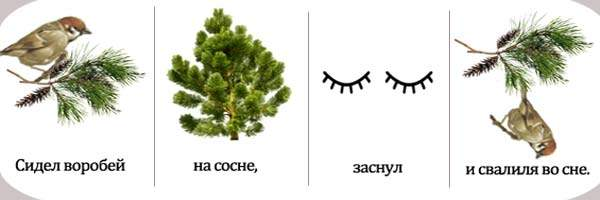 Сидел воробей
на сосне,
заснул
и свалиля во сне.